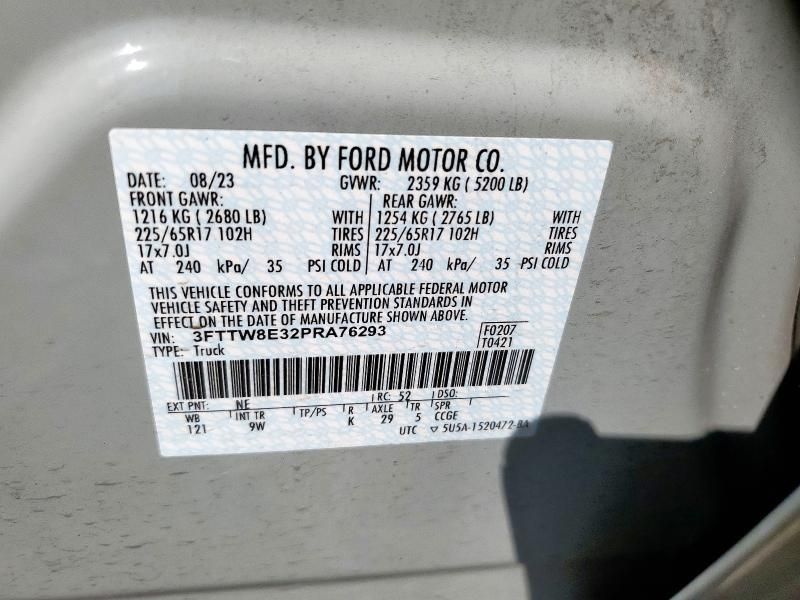 MFD. BY FORD MOTOR CO.
DATE: 08/23 GVWR: 2359 KG ( 5200 LB)
FRONT GAWR: REAR GAWR:
1216 KG ( 2680 LB) WITH 1254 KG ( 2765 LB) WITH
225/65R17 102H TIRES 225/65R17 102H TIRES
17x7.0J RIMS 17x7.0J RIMS
AT 240 kPa/ 35 PSI COLD AT 240 kPa/ 35 PSI COLD
THIS VEHICLE CONFORMS TO ALL APPLICABLE FEDERAL MOTOR
VEHICLE SAFETY AND THEFT PREVENTION STANDARDS IN
EFFECT ON THE DATE OF MANUFACTURE SHOWN ABOVE.
VIN: 3FTTW8E32PRA76293 F0207
TYPE: Truck T0421
EXT PNT: NE RC: 52 DSO:
WB INT TR TP/PS R AXLE TR SPR
121 9W K 29 5 CCGE
UTC ▽ 5U5A-1520472-BA